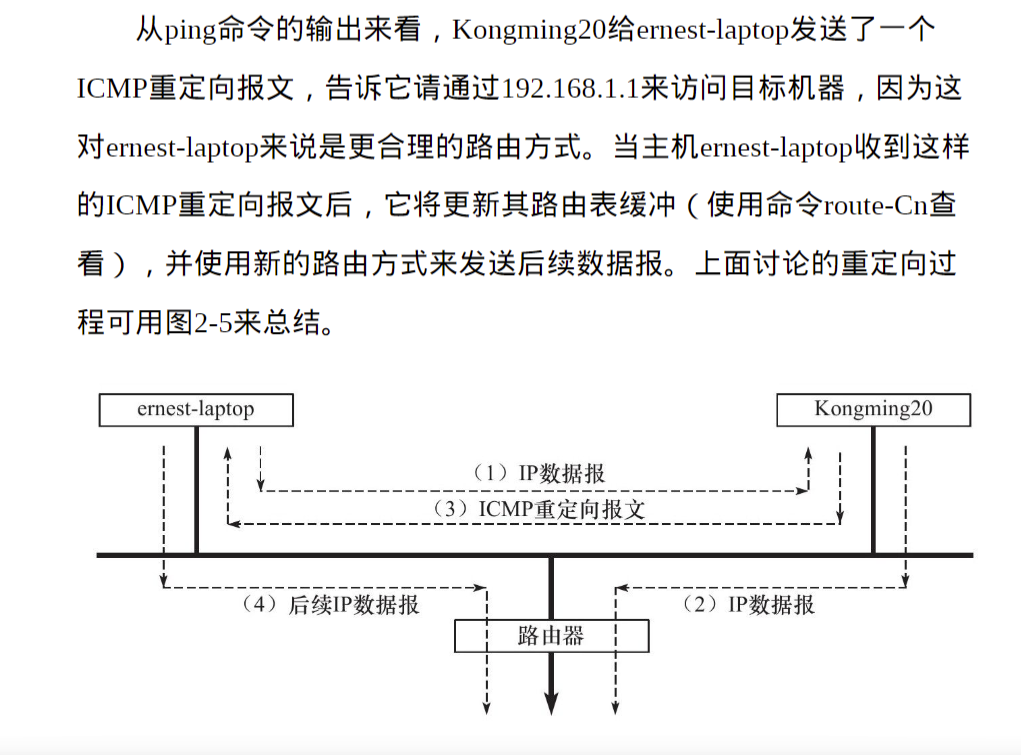 从ping命令的输出来看，Kongming20给ernest-laptop发送了一个
ICMP重定向报文，告诉它请通过192.168.1.1来访问目标机器，因为这
对ernest-laptop来说是更合理的路由方式。当主机ernest-laptop收到这样
的ICMP重定向报文后，它将更新其路由表缓冲（使用命令route-Cn查
看），并使用新的路由方式来发送后续数据报。上面讨论的重定向过
程可用图2-5来总结。
ernest-laptop
Kongming20
（1）IP数据报
（3）ICMP重定向报文
（4）后续IP数据报
（2）IP数据报
路由器